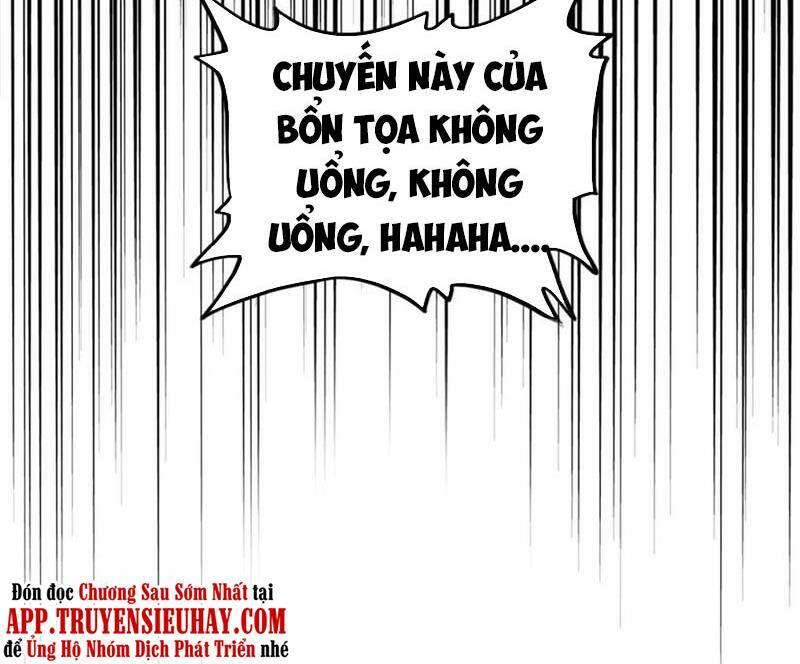 CHUYẾN NÀY CỦA
BỔN TỌA KHÔNG
UỔNG, KHÔNG
UỔNG, HAHAHA....
Đón đọc Chương Sau Sớm Nhất tại
APP.TRUYENSIEUHAY.COM
để Ủng Hộ Nhóm Dịch Phát Triển nhé